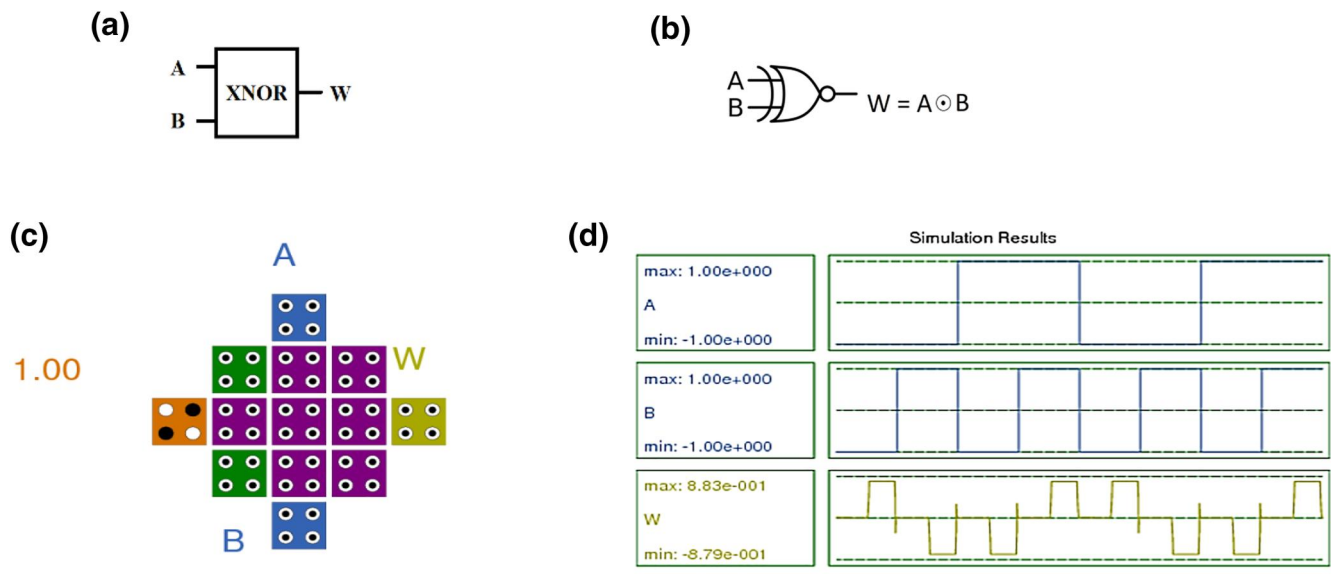 (a)
A
XNOR
W
B
(b)
A
B
W = A⊙B
(c)
A
1.00
W
B
(d)
Simulation Results
max: 1.00e+000
A
min: -1.00e+000
max: 1.00e+000
B
min: -1.00e+000
max: 8.83e-001
W
min: -8.79e-001